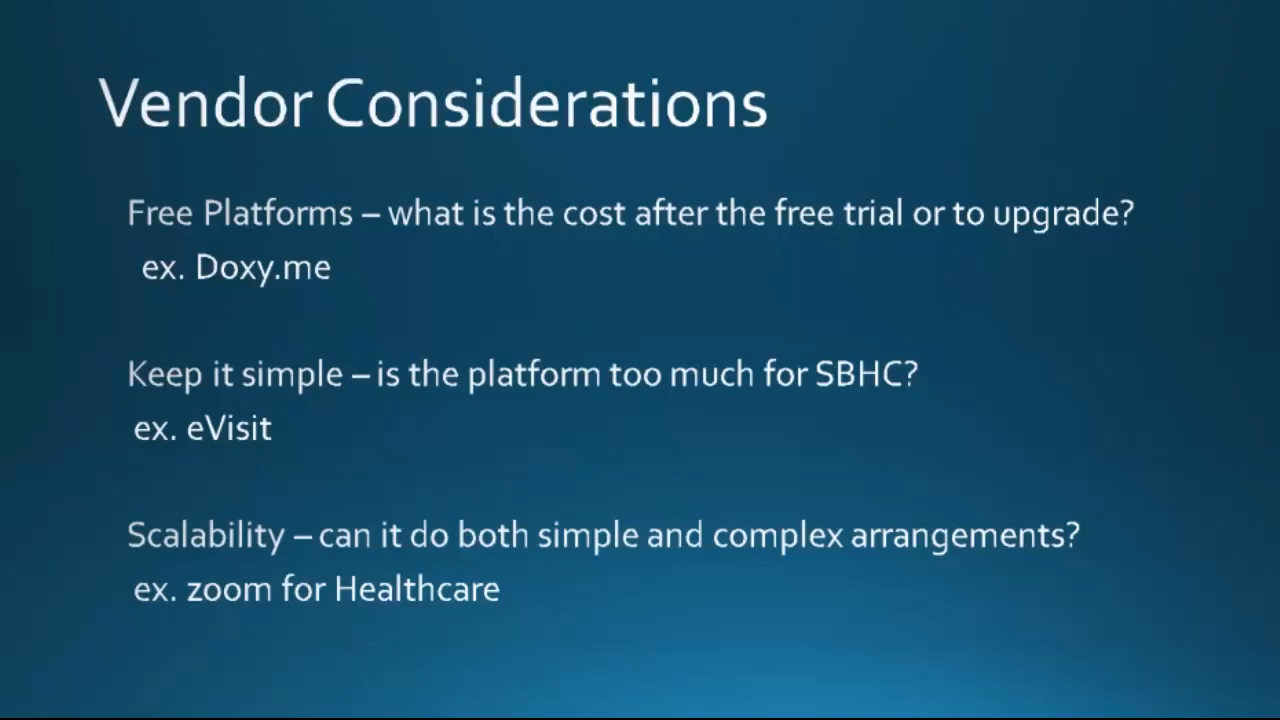 Vendor Considerations
Free Platforms – what is the cost after the free trial or to upgrade?
ex. Doxy.me
Keep it simple – is the platform too much for SBHC?
ex. eVisit
Scalability – can it do both simple and complex arrangements?
ex. zoom for Healthcare